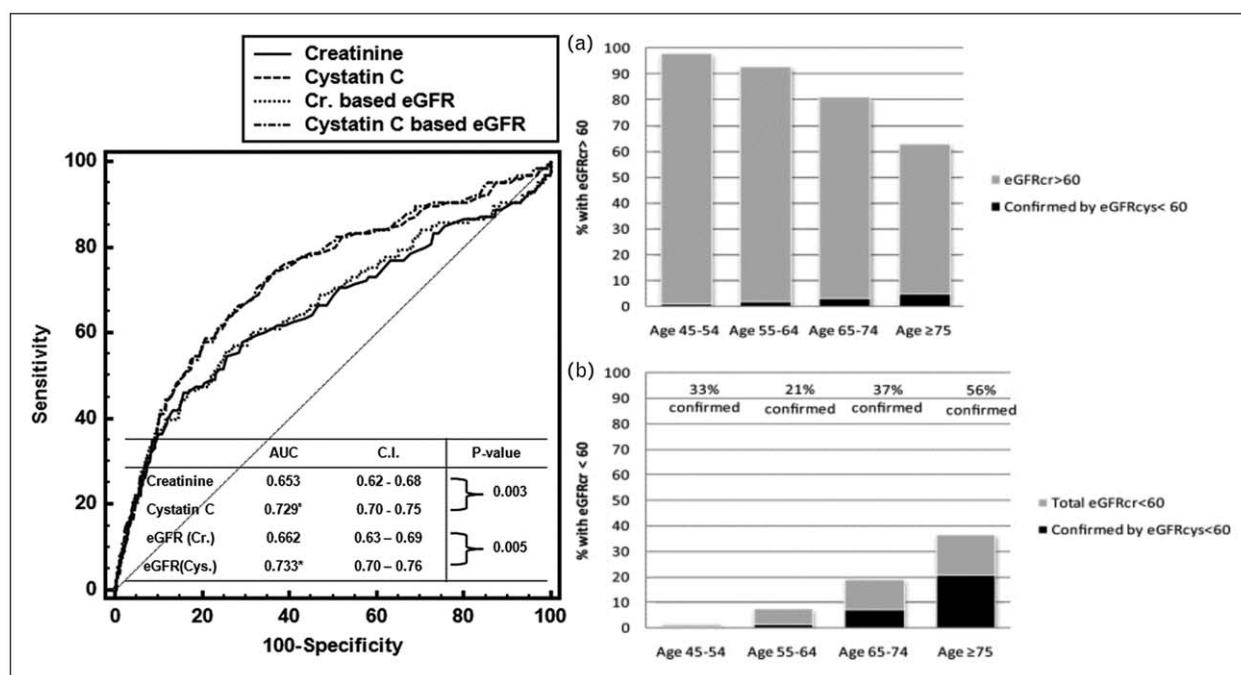 Creatinine
Cystatin C
Cr. based eGFR
Cystatin C based eGFR
Sensitivity
100
80
60
40
20
0
AUC C.I. P-value
Creatinine 0.653 0.62 - 0.68
0.003
Cystatin C 0.729* 0.70 - 0.75
eGFR (Cr.) 0.662 0.63 – 0.69
0.005
eGFR(Cys.) 0.733* 0.70 – 0.76
0 20 40 60 80 100
100-Specificity
(a)
% with eGFRcr> 60
100
90
80
70
60
50
40
30
20
10
0
Age 45-54 Age 55-64 Age 65-74 Age ≥75
eGFRcr>60
Confirmed by eGFRcys< 60
(b)
% with eGFRcr < 60
100
90
80
70
60
50
40
30
20
10
0
33% 21% 37% 56%
confirmed confirmed confirmed confirmed
Age 45-54 Age 55-64 Age 65-74 Age ≥75
Total eGFRcr<60
Confirmed by eGFRcys<60